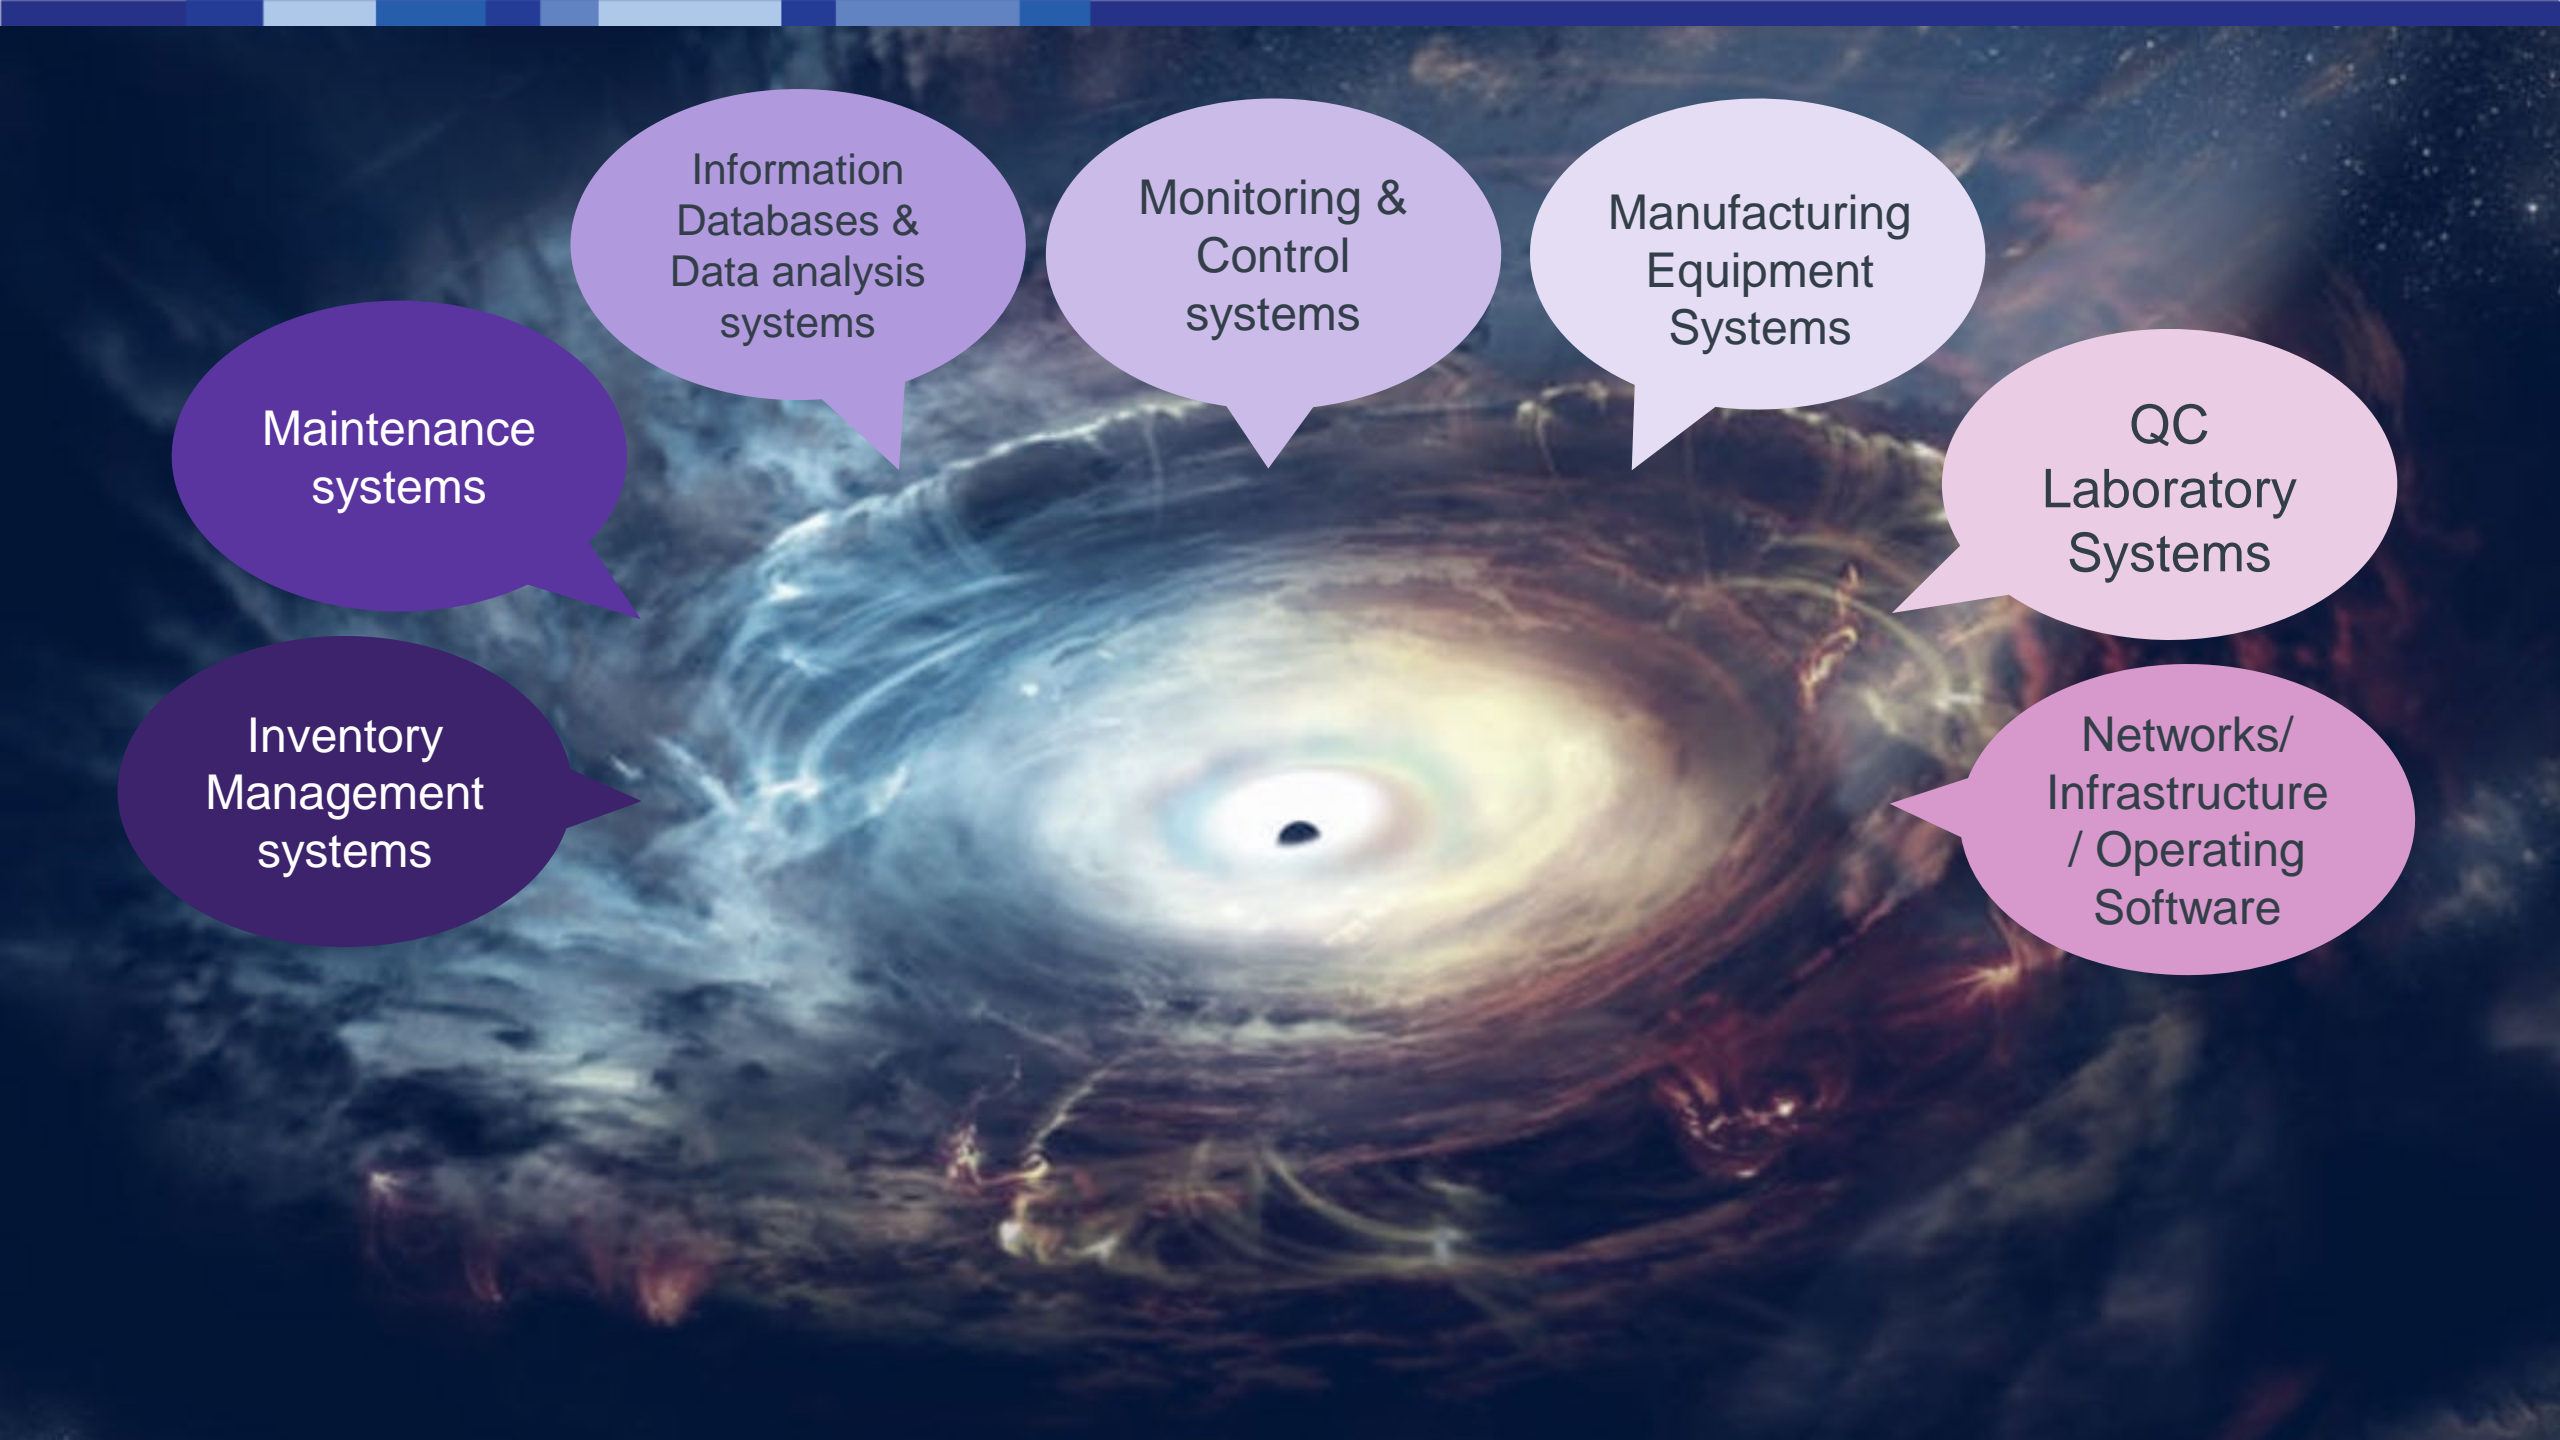 Information
Databases &
Data analysis
systems
Monitoring &
Control
systems
Manufacturing
Equipment
Systems
Maintenance
systems
QC
Laboratory
Systems
Inventory
Management
systems
Networks/
Infrastructure
/ Operating
Software